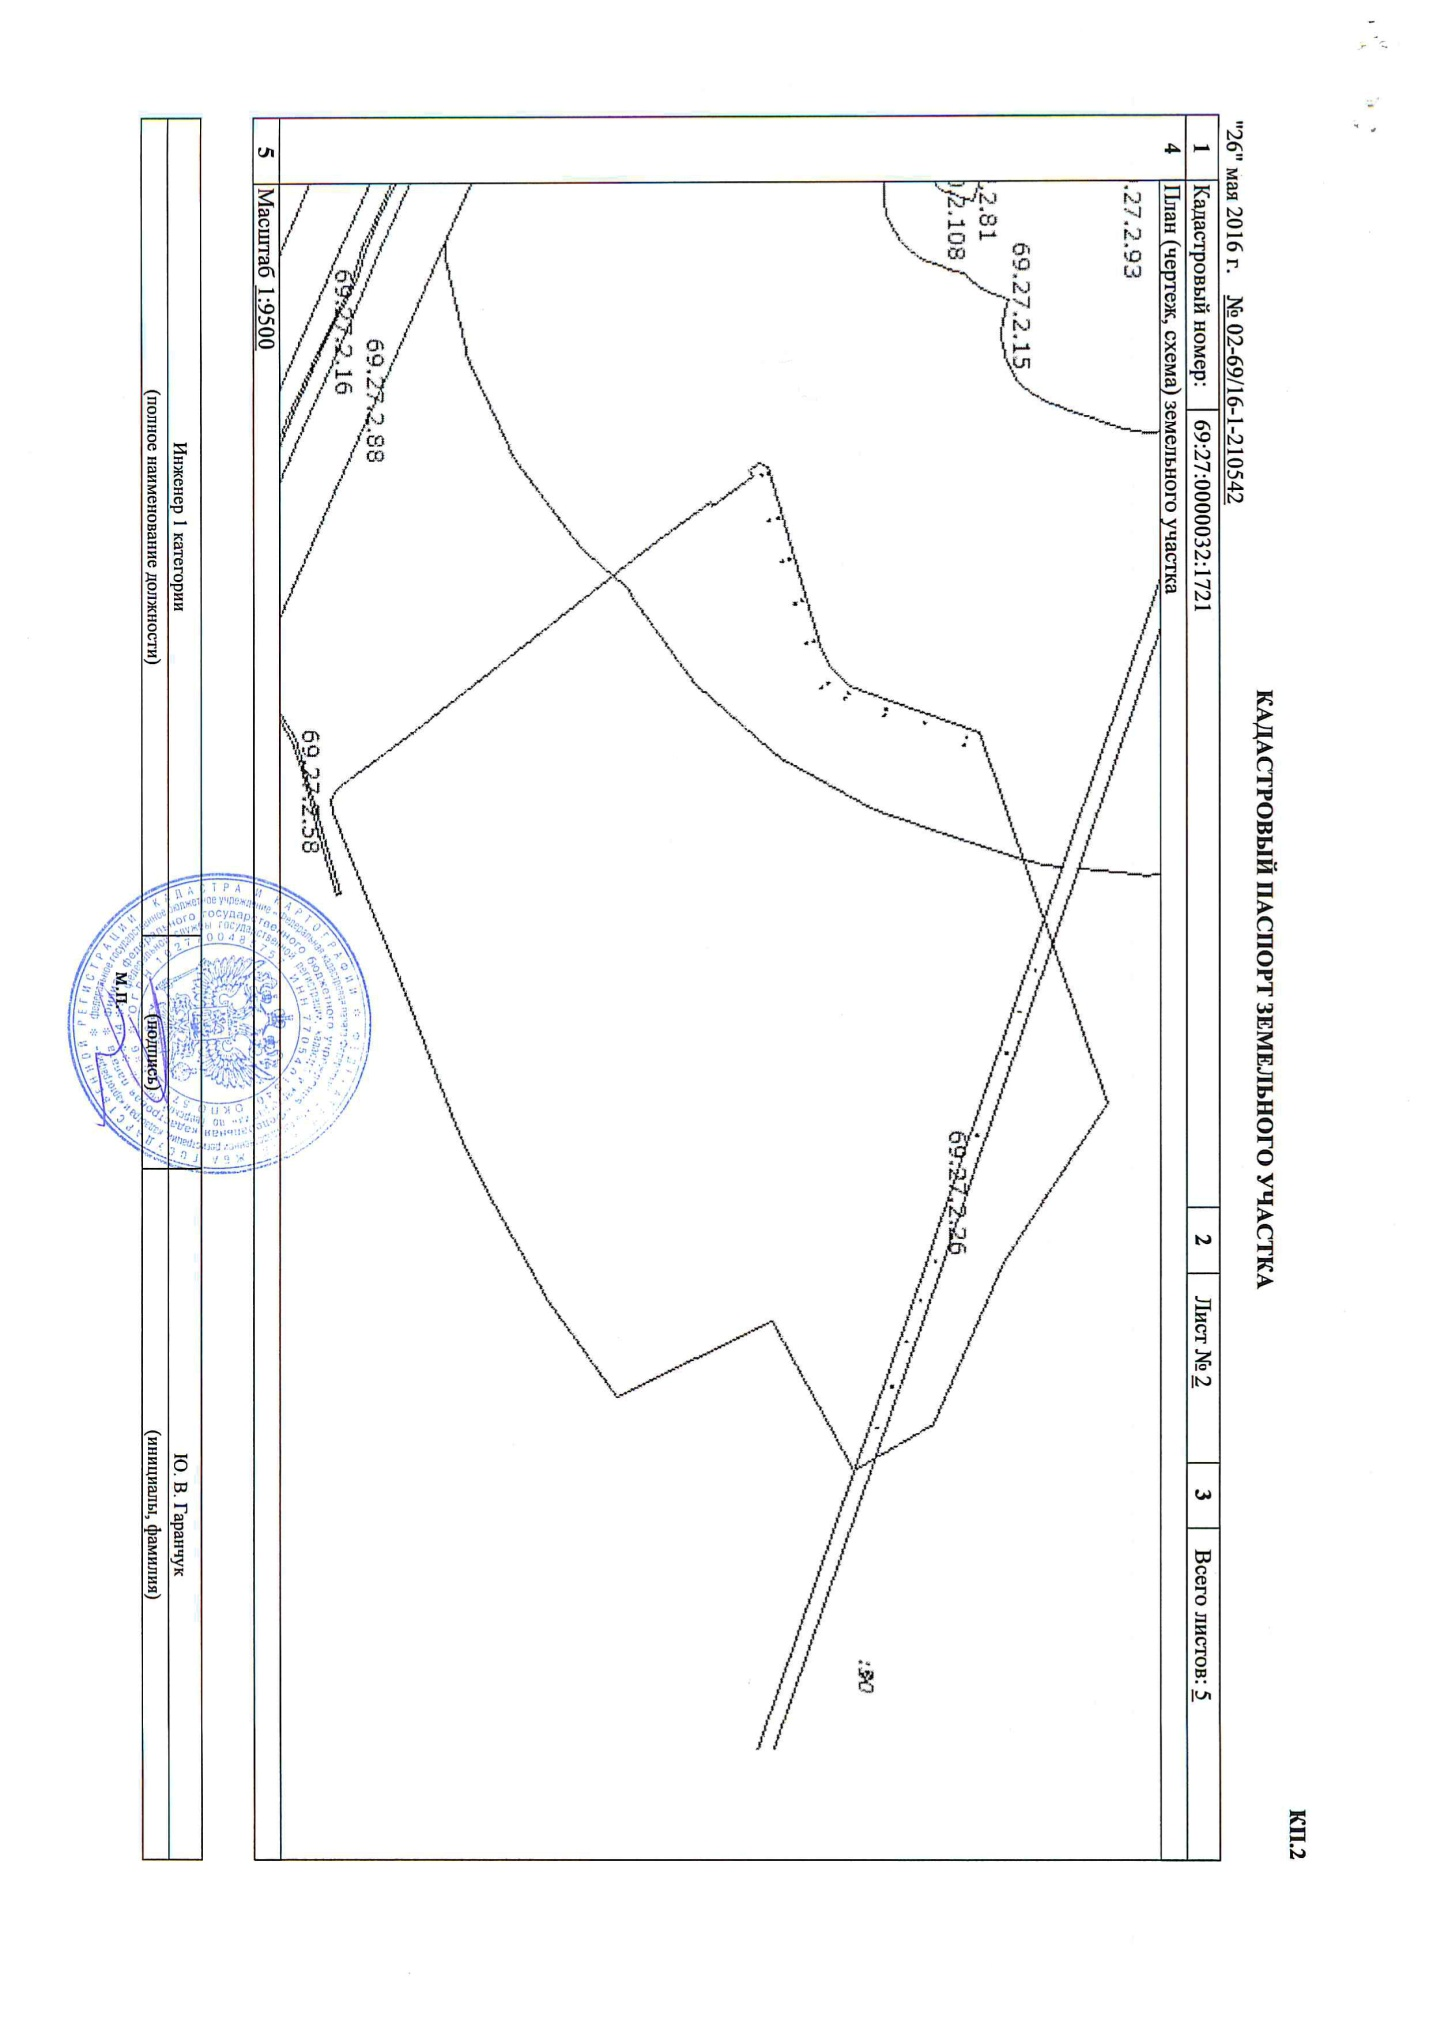 КП.2
КАДАСТРОВЫЙ ПАСПОРТ ЗЕМЕЛЬНОГО УЧАСТКА
"26" мая 2016 г. № 02-69/16-1-210542
1 Кадастровый номер: 69:27:0000032:1721 2 Лист № 2 3 Всего листов: 5
4 План (чертеж, схема) земельного участка
.27.2.93
69.27.2.15
.2.81
2.108
69.27.2.26
69.27.2.88
69.27.2.16
69.27.2.58
5 Масштаб 1:9500
Инженер 1 категории Ю. В. Гаранчук
(полное наименование должности) (подпись) (инициалы, фамилия)
М.П.